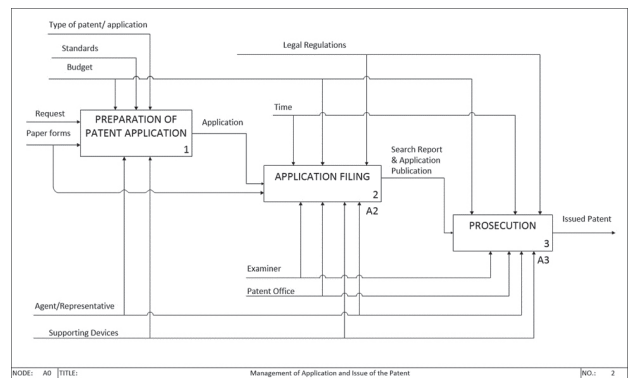 Type of patent/ application
Standards
Legal Regulations
Budget
Request
PREPARATION OF
PATENT APPLICATION
1
Time
Paper forms
Application
Search Report
& Application
Publication
APPLICATION FILING
2
A2
PROSECUTION
3
A3
Issued Patent
Examiner
Patent Office
Agent/Representative
Supporting Devices
NODE: A0 TITLE: Management of Application and Issue of the Patent NO.: 2